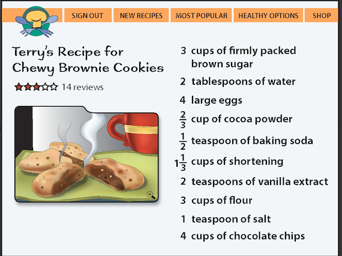 SIGN OUT NEW RECIPES MOST POPULAR HEALTHY OPTIONS SHOP
Terry's Recipe for
Chewy Brownie Cookies
14 reviews
3 cups of firmly packed
brown sugar
2 tablespoons of water
4 large eggs
2/3 cup of cocoa powder
1/2 teaspoon of baking soda
1 1/3 cups of shortening
2 teaspoons of vanilla extract
3 cups of flour
1 teaspoon of salt
4 cups of chocolate chips